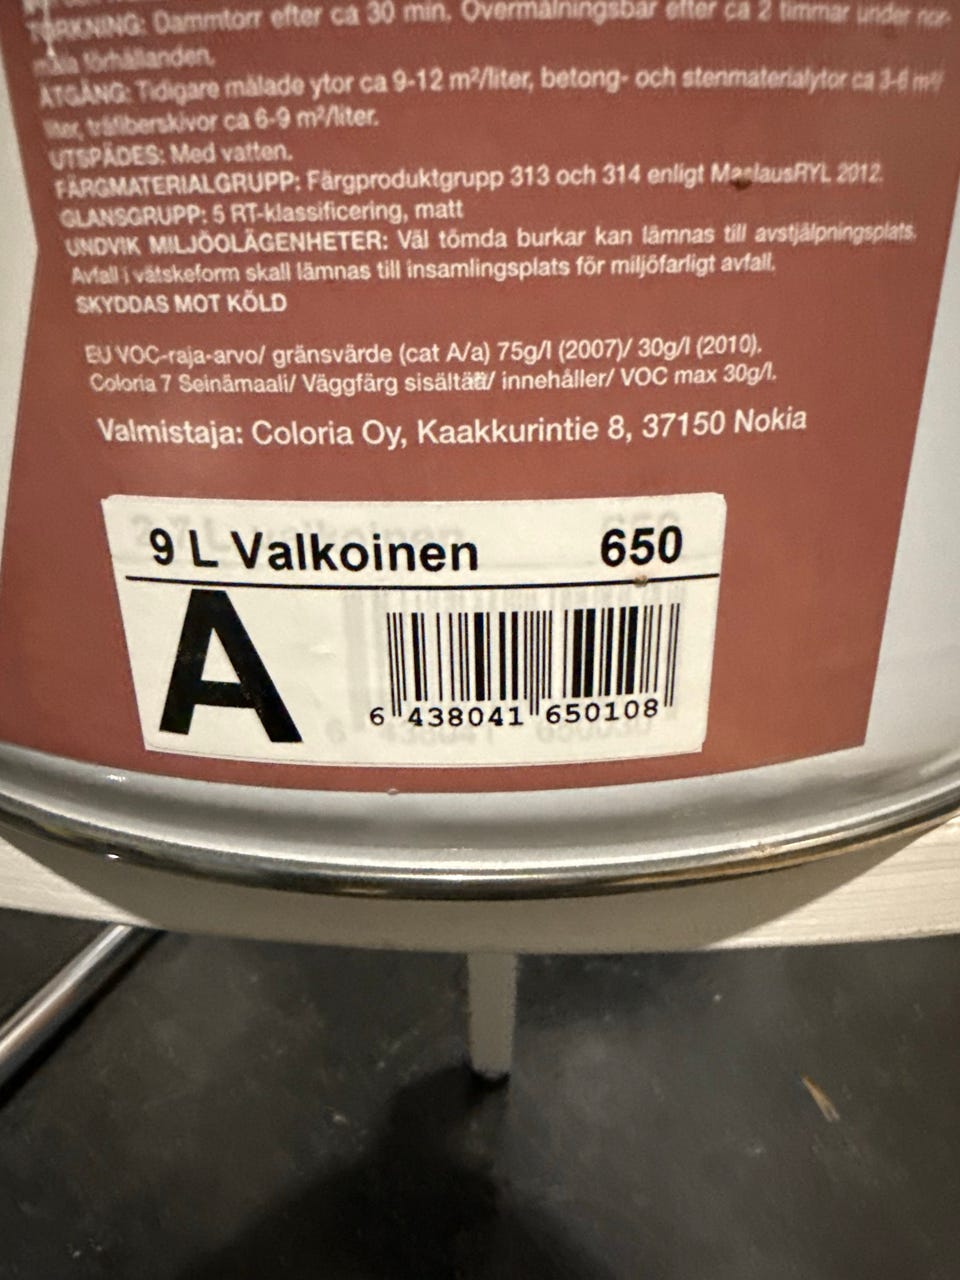 TORKNING: Dammtorr efter ca 30 min. Övermålningsbar efter ca 2 timmar under nor-
mala förhållanden.
ÅTGÅNG: Tidigare målade ytor ca 9-12 m²/liter, betong- och stenmaterialytor ca 3-6 m²/
liter, träfiberskivor ca 6-9 m²/liter.
UTSPÄDES: Med vatten.
FÄRGMATERIALGRUPP: Färgproduktgrupp 313 och 314 enligt MaalausRYL 2012.
GLANSGRUPP: 5 RT-klassificering, matt
UNDVIK MILJÖOLÄGENHETER: Väl tömda burkar kan lämnas till avstjälpningsplats.
Avfall i vätskeform skall lämnas till insamlingsplats för miljöfarligt avfall.
SKYDDAS MOT KÖLD
EU VOC-raja-arvo/ gränsvärde (cat A/a) 75g/l (2007)/ 30g/l (2010).
Coloria 7 Seinämaali/ Väggfärg sisältää/ innehåller/ VOC max 30g/l.
Valmistaja: Coloria Oy, Kaakkurintie 8, 37150 Nokia
9 L Valkoinen 650
A
6 438041 650108